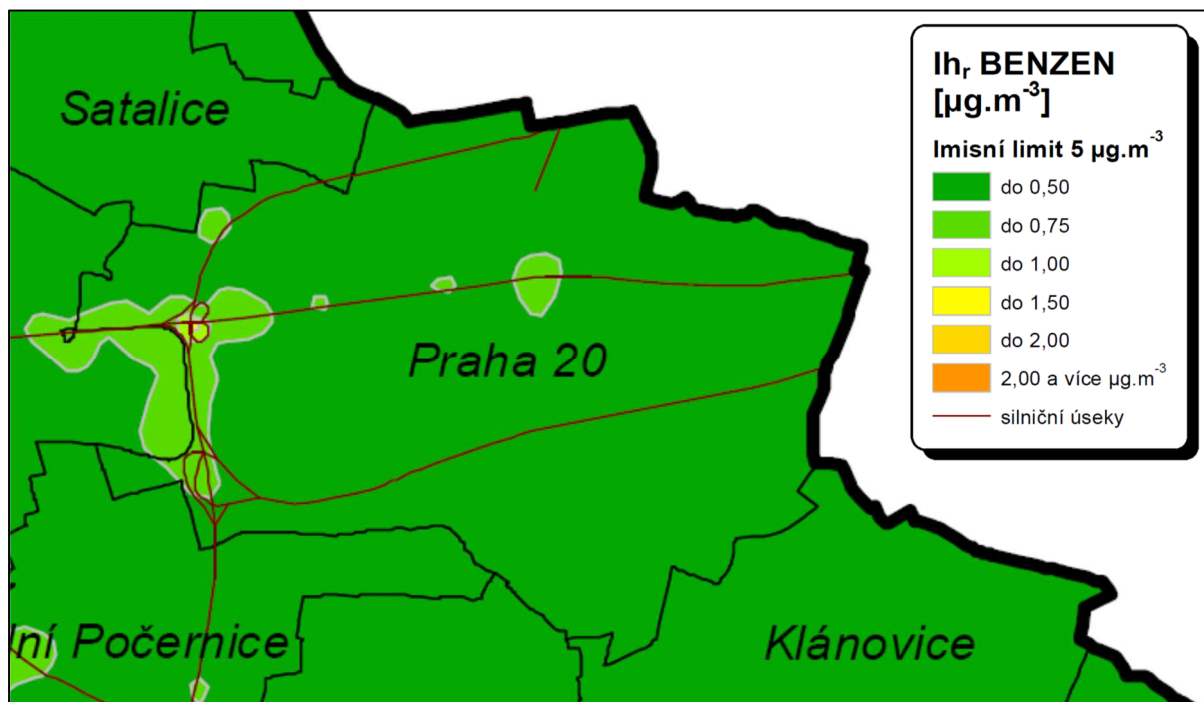 Satalice
Praha 20
lní Počernice
Klánovice
Ihr BENZEN
[µg.m-3]
Imisní limit 5 µg.m-3
do 0,50
do 0,75
do 1,00
do 1,50
do 2,00
2,00 a více µg.m-3
silniční úseky